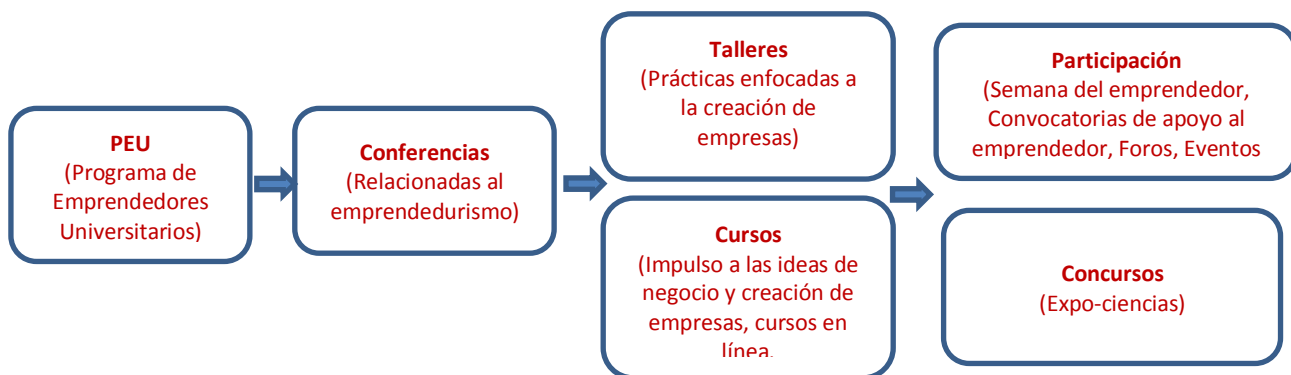 PEU
(Programa de
Emprendedores
Universitarios)
Conferencias
(Relacionadas al
emprendedurismo)
Talleres
(Prácticas enfocadas a
la creación de
empresas)
Cursos
(Impulso a las ideas de
negocio y creación de
empresas, cursos en
línea.
Participación
(Semana del emprendedor,
Convocatorias de apoyo al
emprendedor, Foros, Eventos
Concursos
(Expo-ciencias)